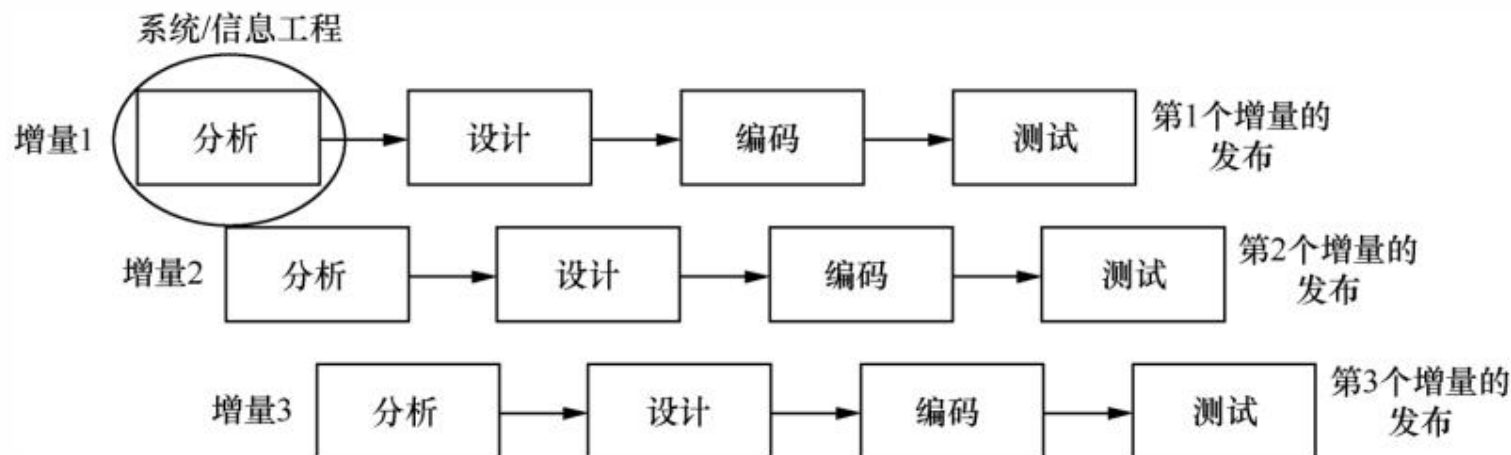 系统/信息工程
增量1 分析 设计 编码 测试 第1个增量的
发布
增量2 分析 设计 编码 测试 第2个增量的
发布
增量3 分析 设计 编码 测试 第3个增量的
发布